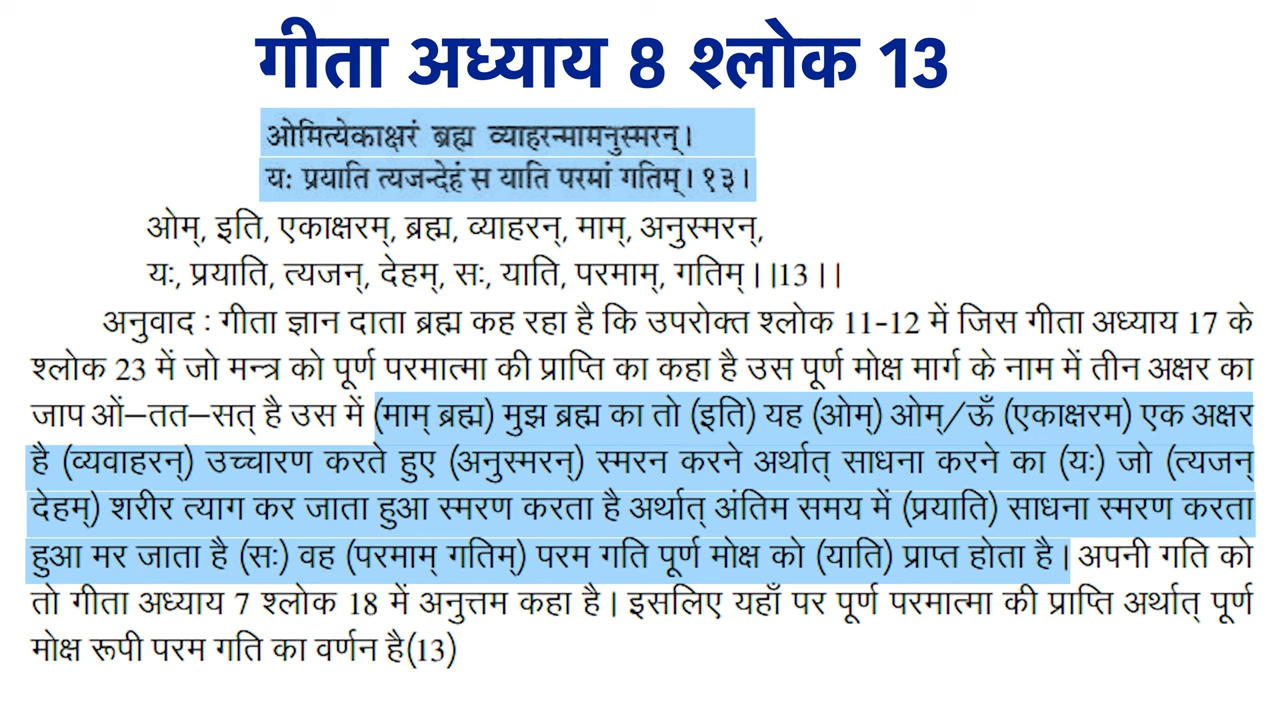 गीता अध्याय 8 श्लोक 13
ओमित्येकाक्षरं ब्रह्म व्याहरन्मामनुस्मरन्।
यः प्रयाति त्यजन्देहं स याति परमां गतिम्। १३।
ओम्, इति, एकाक्षरम्, ब्रह्म, व्याहरन्, माम्, अनुस्मरन्,
यः, प्रयाति, त्यजन्, देहम्, सः, याति, परमाम्, गतिम्।।13।।
अनुवाद : गीता ज्ञान दाता ब्रह्म कह रहा है कि उपरोक्त श्लोक 11-12 में जिस गीता अध्याय 17 के
श्लोक 23 में जो मन्त्र को पूर्ण परमात्मा की प्राप्ति का कहा है उस पूर्ण मोक्ष मार्ग के नाम में तीन अक्षर का
जाप ओं–तत–सत् है उस में (माम् ब्रह्म) मुझ ब्रह्म का तो (इति) यह (ओम्) ओम्/ऊँ (एकाक्षरम) एक अक्षर
है (व्यवाहरन्) उच्चारण करते हुए (अनुस्मरन्) स्मरन करने अर्थात् साधना करने का (यः) जो (त्यजन्
देहम्) शरीर त्याग कर जाता हुआ स्मरण करता है अर्थात् अंतिम समय में (प्रयाति) साधना स्मरण करता
हुआ मर जाता है (सः) वह (परमाम् गतिम्) परम गति पूर्ण मोक्ष को (याति) प्राप्त होता है। अपनी गति को
तो गीता अध्याय 7 श्लोक 18 में अनुत्तम कहा है। इसलिए यहाँ पर पूर्ण परमात्मा की प्राप्ति अर्थात् पूर्ण
मोक्ष रूपी परम गति का वर्णन है(13)